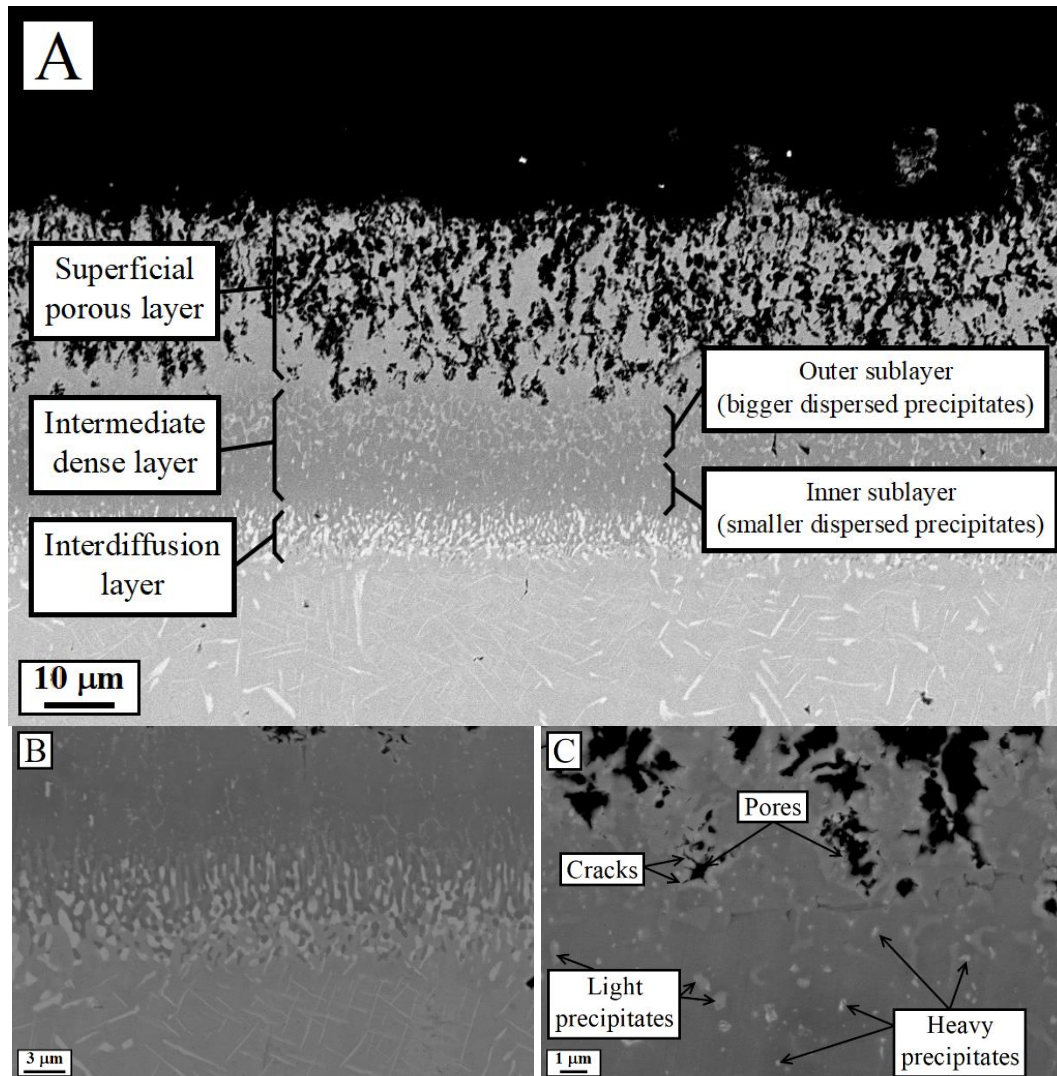 A
Superficial
porous layer
Outer sublayer
(bigger dispersed precipitates)
Intermediate
dense layer
Inner sublayer
(smaller dispersed precipitates)
Interdiffusion
layer
10 μm
B
3 μm
C
Pores
Cracks
Light
precipitates
Heavy
precipitates
1 μm